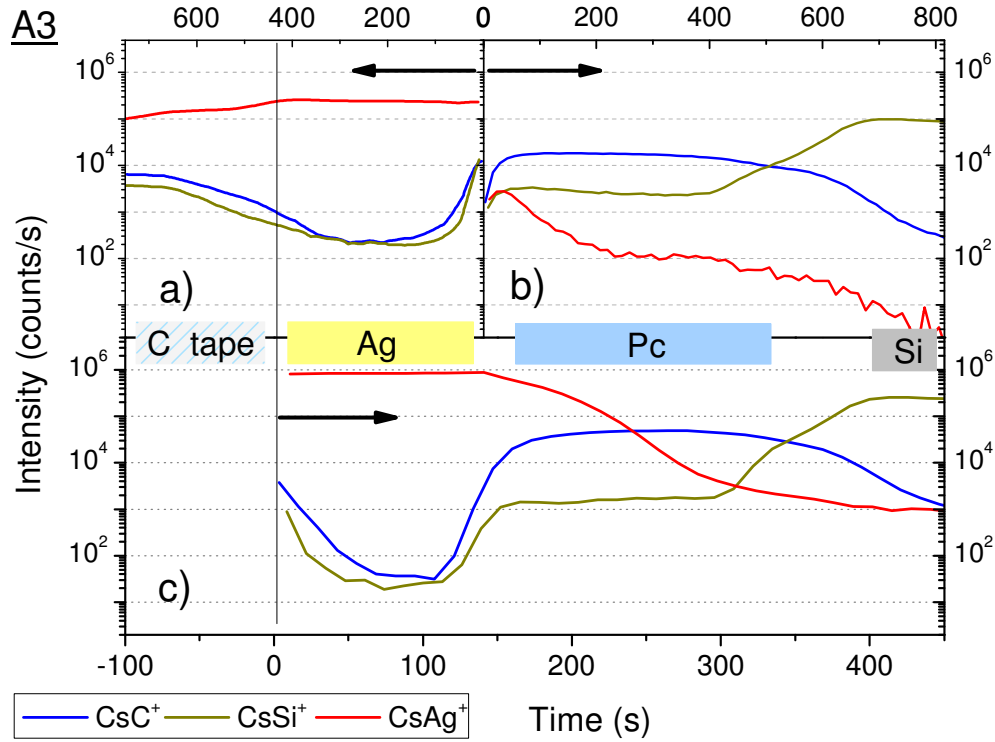 A3
600 400 200 0 200 400 600 800
10^6 10^6
10^4 10^4
10^2 10^2
a) b)
C tape Ag Pc Si
10^6 10^6
10^4 10^4
10^2 10^2
c)
Intensity (counts/s)
-100 0 100 200 300 400
CsC^+ CsSi^+ CsAg^+ Time (s)